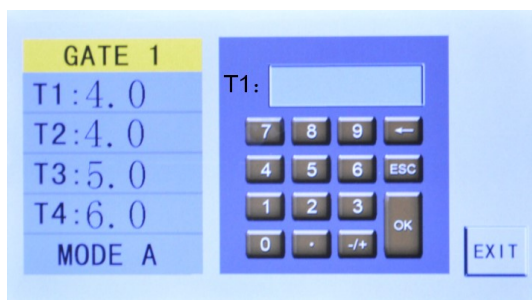 GATE 1
T1:4.0
T2:4.0
T3:5.0
T4:6.0
MODE A
T1:
7 8 9 ←
4 5 6 ESC
1 2 3
OK
0 . -/+
EXIT